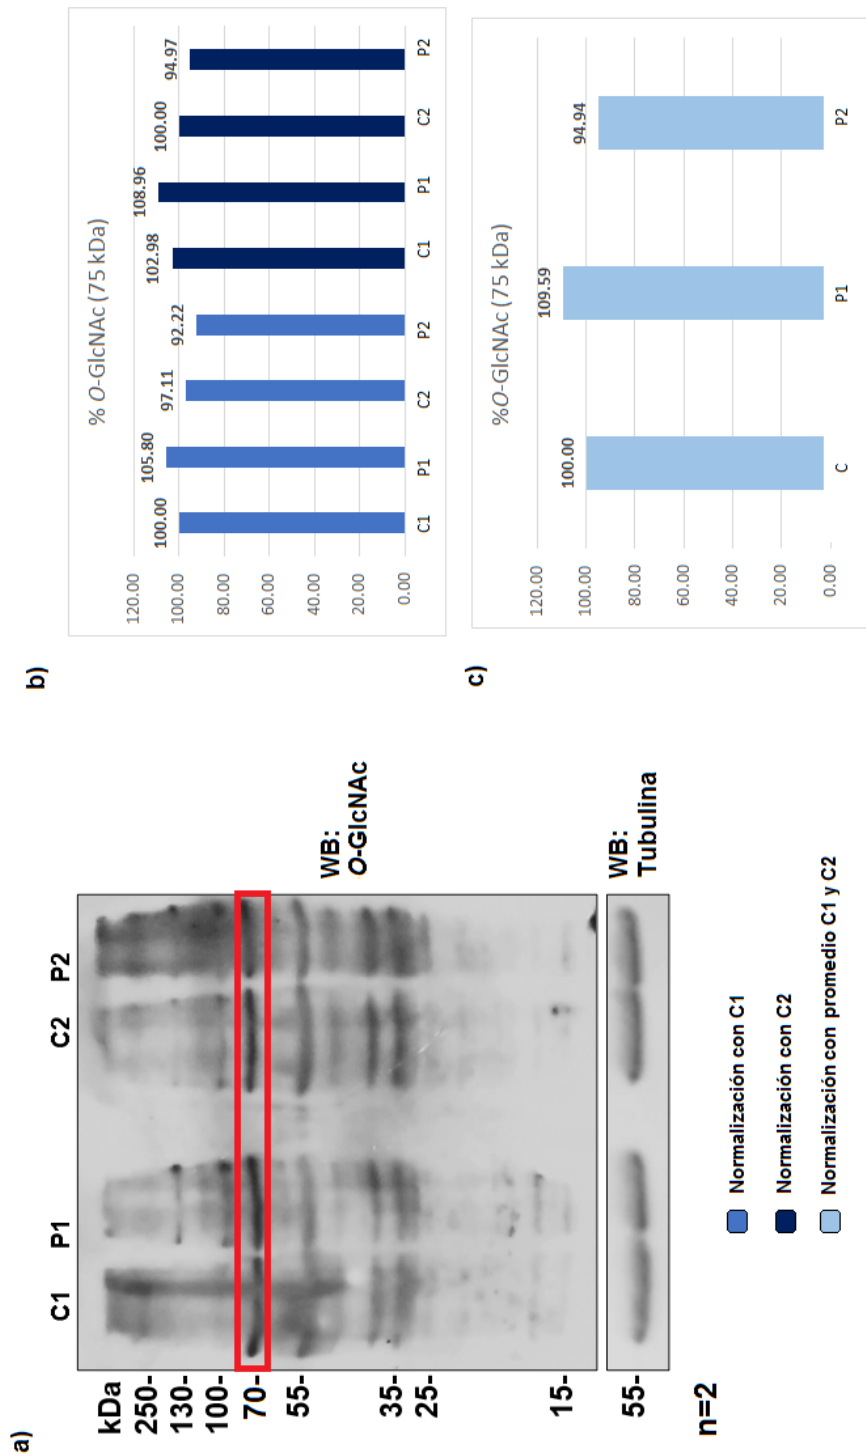 a)
C1 P1 C2 P2
kDa
250-
130-
100-
70-
55-
35-
25-
15-
WB:
O-GlcNAc
55-
WB:
Tubulina
n=2
Normalización con C1
Normalización con C2
Normalización con promedio C1 y C2
b)
% O-GlcNAc (75 kDa)
120.00
100.00
80.00
60.00
40.00
20.00
0.00
100.00 105.80 97.11 92.22 102.98 108.96 100.00 94.97
C1 P1 C2 P2 C1 P1 C2 P2
c)
%O-GlcNAc (75 kDa)
120.00
100.00
80.00
60.00
40.00
20.00
0.00
100.00 109.59 94.94
C P1 P2